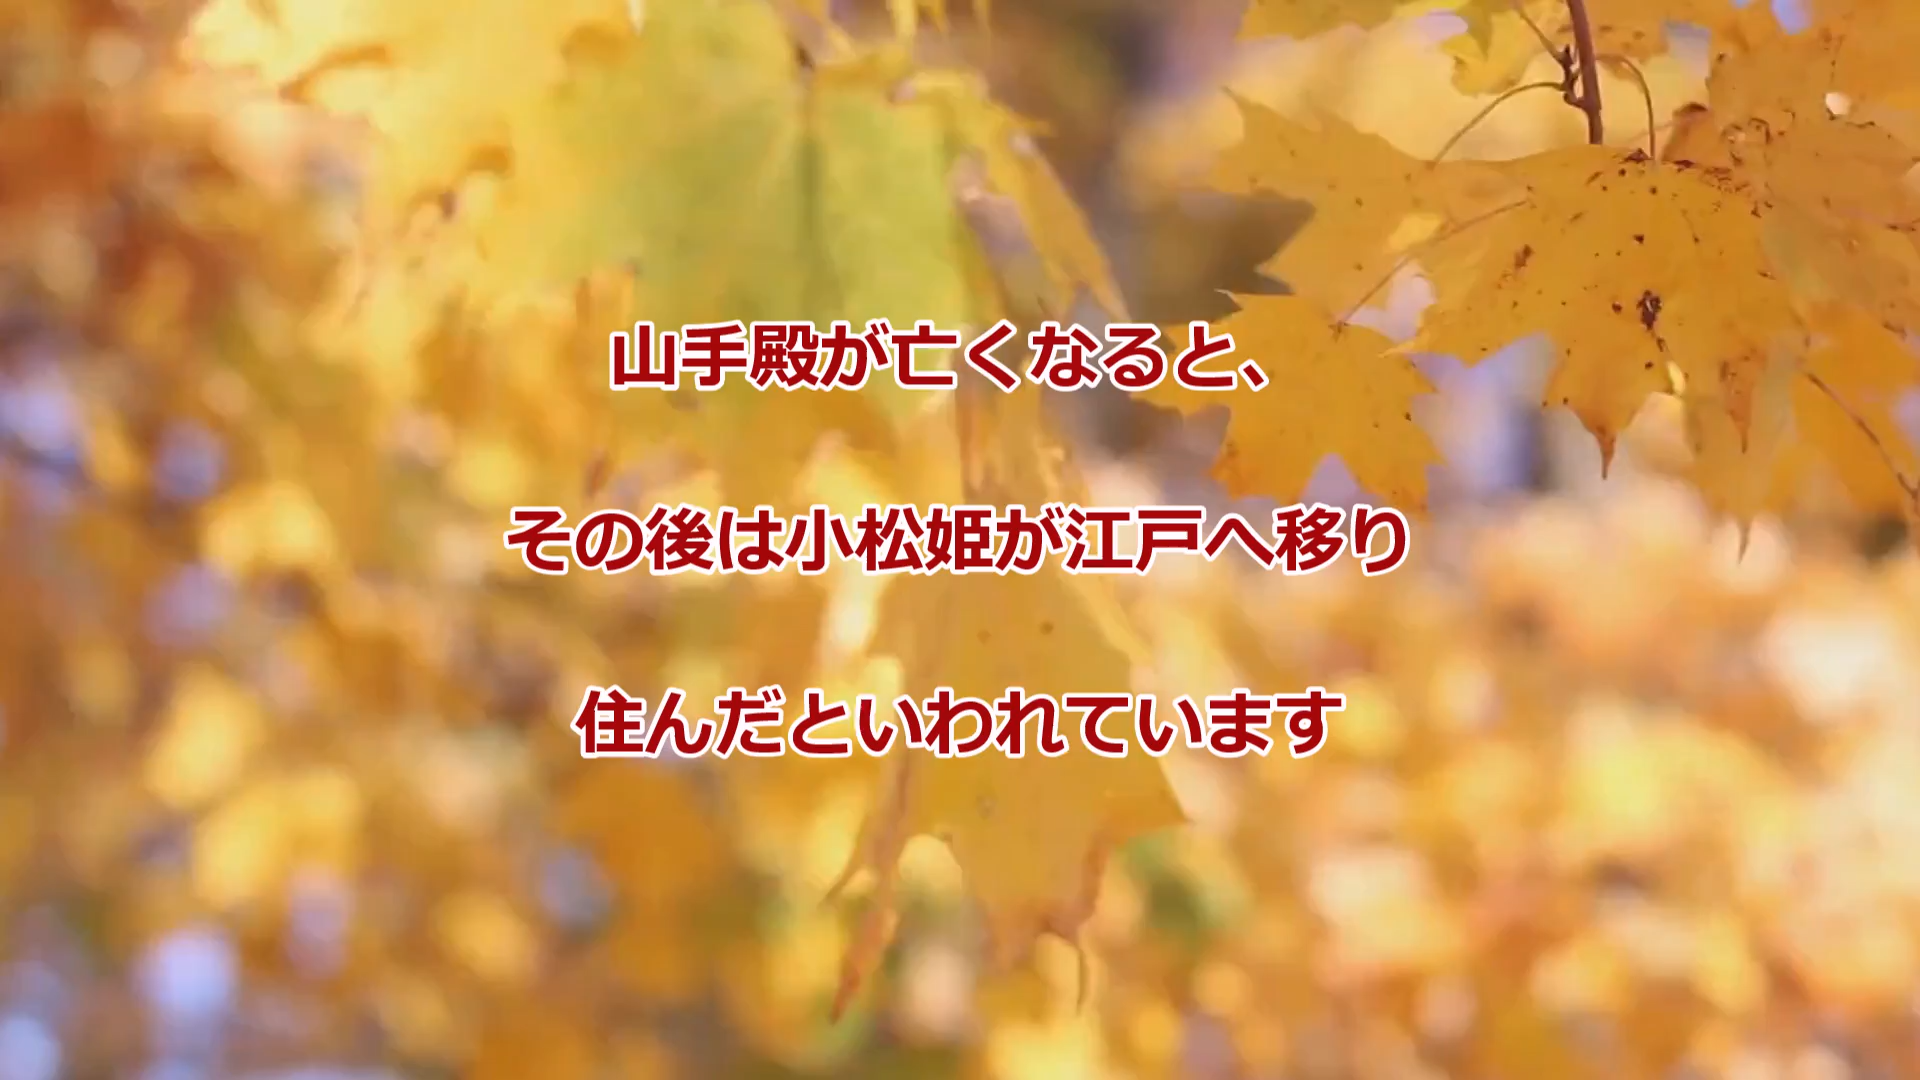 山手殿が亡くなると、
その後は小松姫が江戸へ移り
住んだといわれています